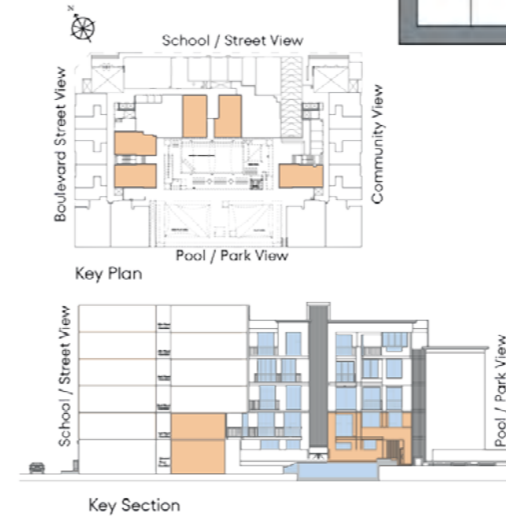 N
School / Street View
Boulevard Street View
Community View
Pool / Park View
Key Plan
School / Street View
Pool / Park View
Key Section